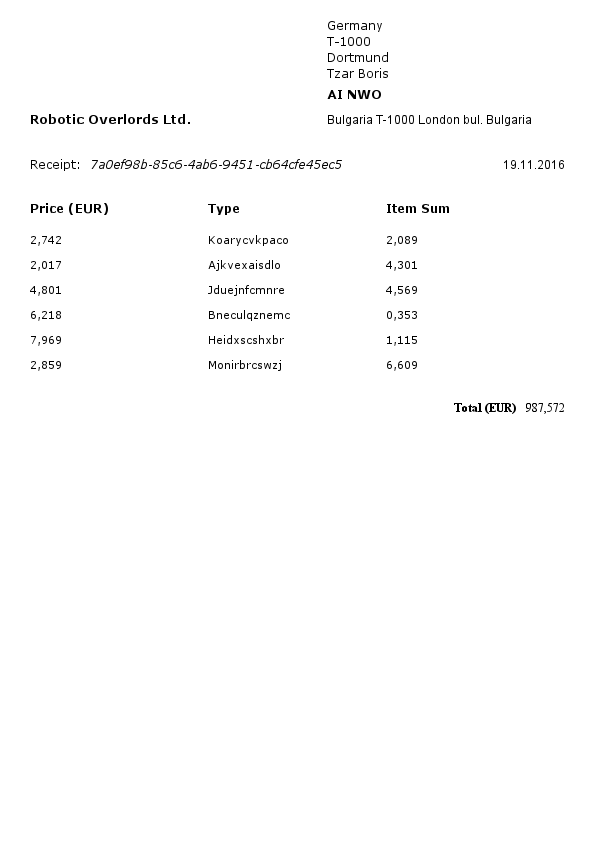 Germany
T-1000
Dortmund
Tzar Boris
AI NWO
Robotic Overlords Ltd. Bulgaria T-1000 London bul. Bulgaria
Receipt: 7a0ef98b-85c6-4ab6-9451-cb64cfe45ec5 19.11.2016
Price (EUR) Type Item Sum
2,742 Koarycvkpaco 2,089
2,017 Ajkvexaisdlo 4,301
4,801 Jduejnfcmnre 4,569
6,218 Bneculqznemc 0,353
7,969 Heidxscshxbr 1,115
2,859 Monirbrcswzj 6,609
Total (EUR) 987,572